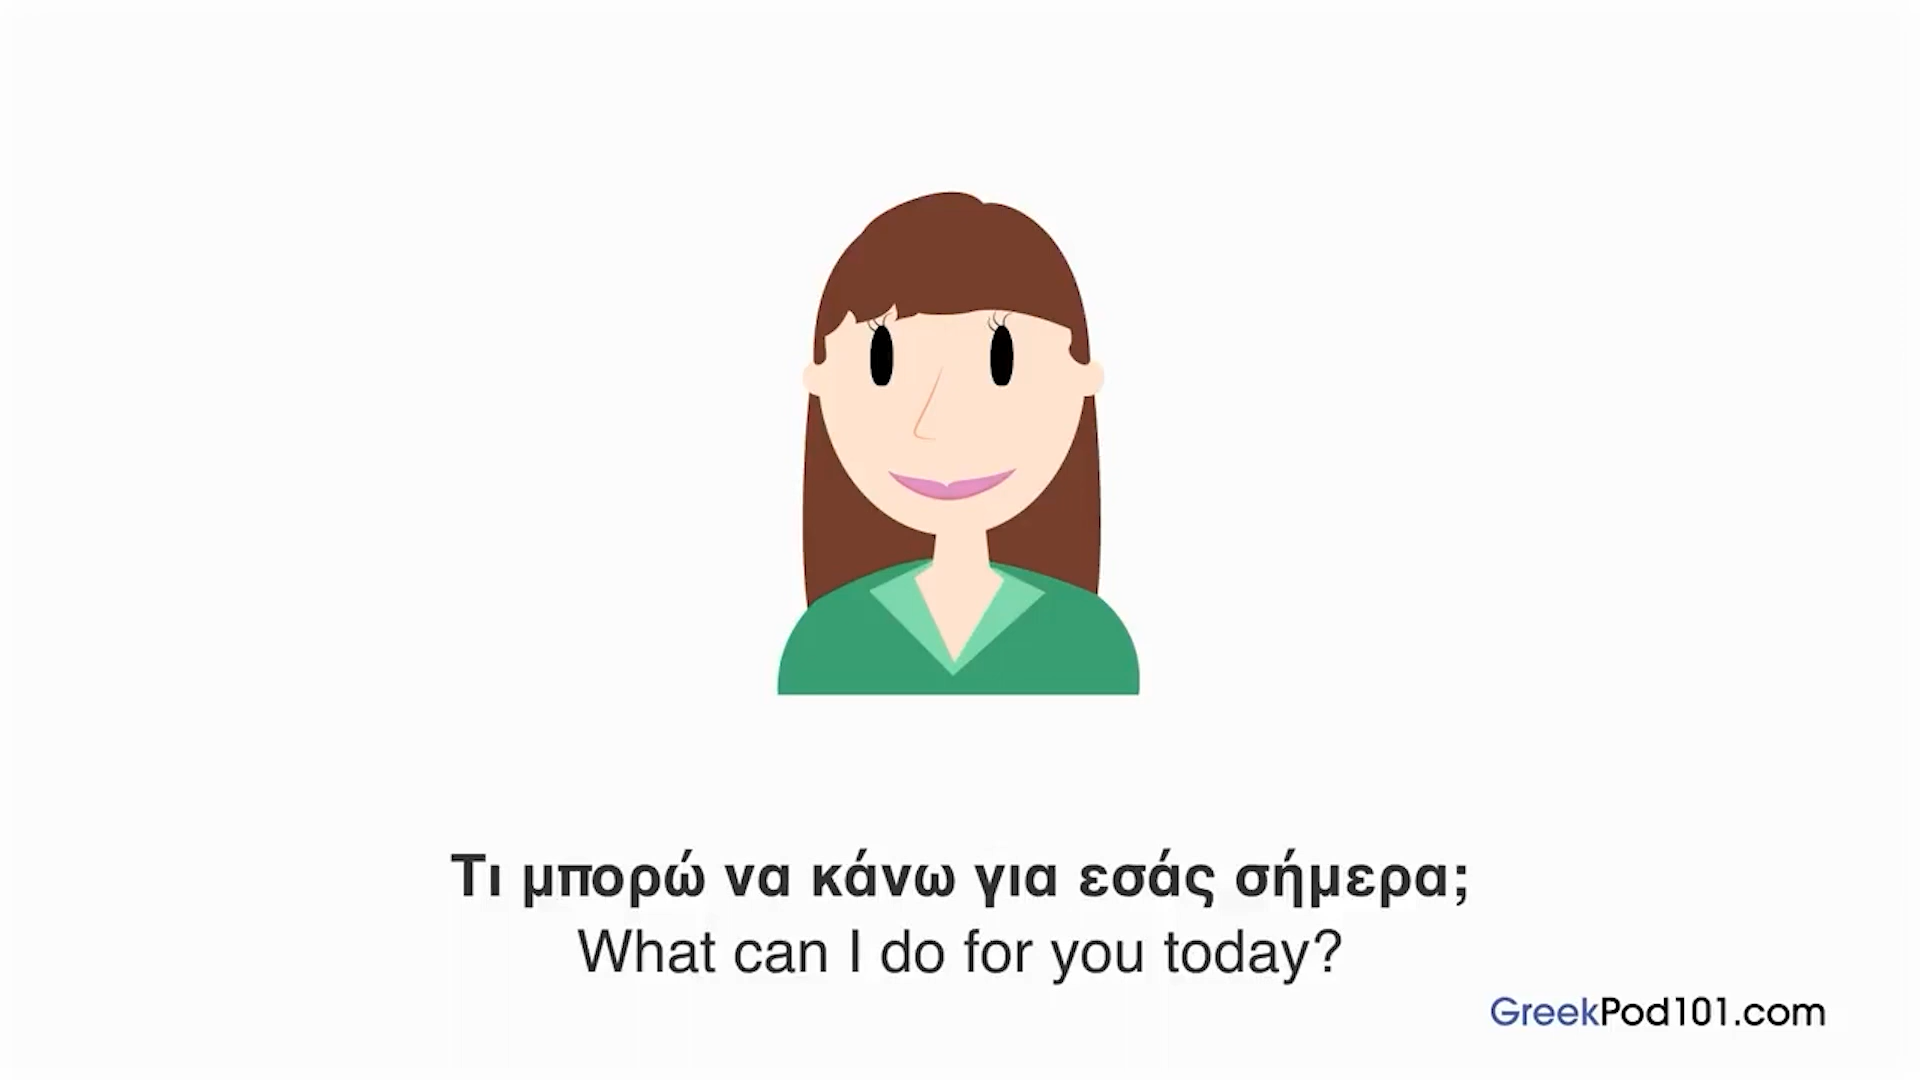 Τι μπορώ να κάνω για εσάς σήμερα;
What can I do for you today?
GreekPod101.com